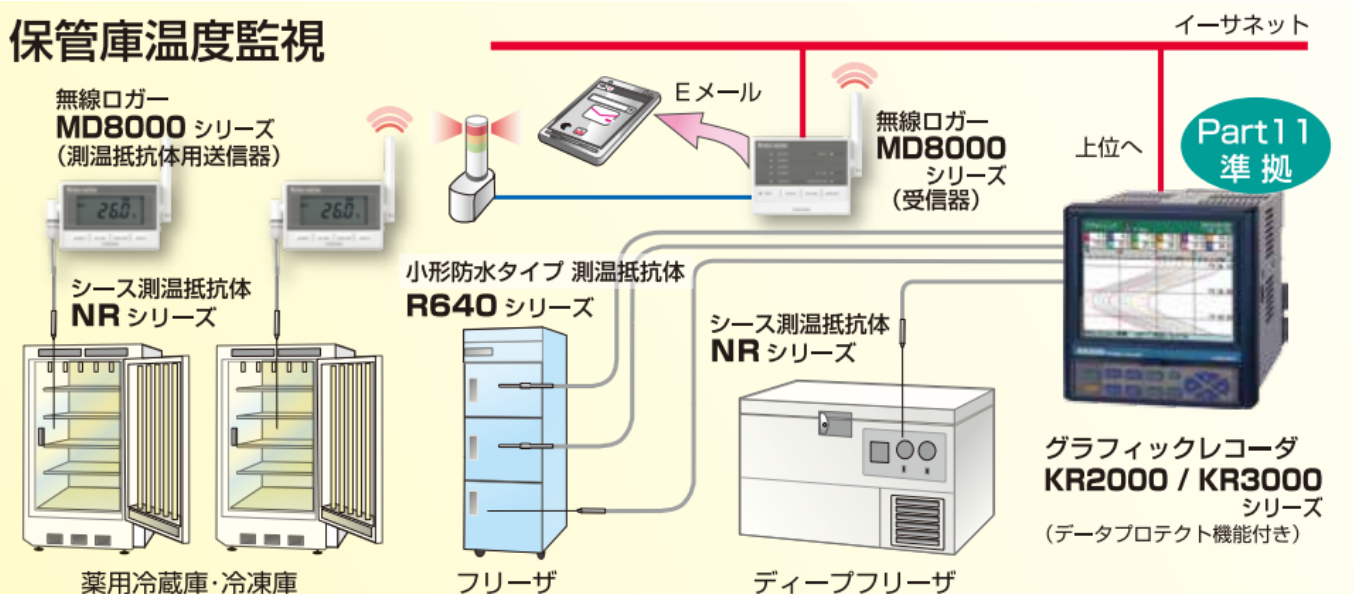 保管庫温度監視
イーサネット
無線ロガー
MD8000 シリーズ
(測温抵抗体用送信器)
Eメール
無線ロガー
MD8000
シリーズ
(受信器)
上位へ
Part11
準 拠
26.0
26.0
シース測温抵抗体
NR シリーズ
小形防水タイプ 測温抵抗体
R640 シリーズ
シース測温抵抗体
NR シリーズ
グラフィックレコーダ
KR2000 / KR3000
シリーズ
(データプロテクト機能付き)
薬用冷蔵庫・冷凍庫
フリーザ
ディープフリーザ